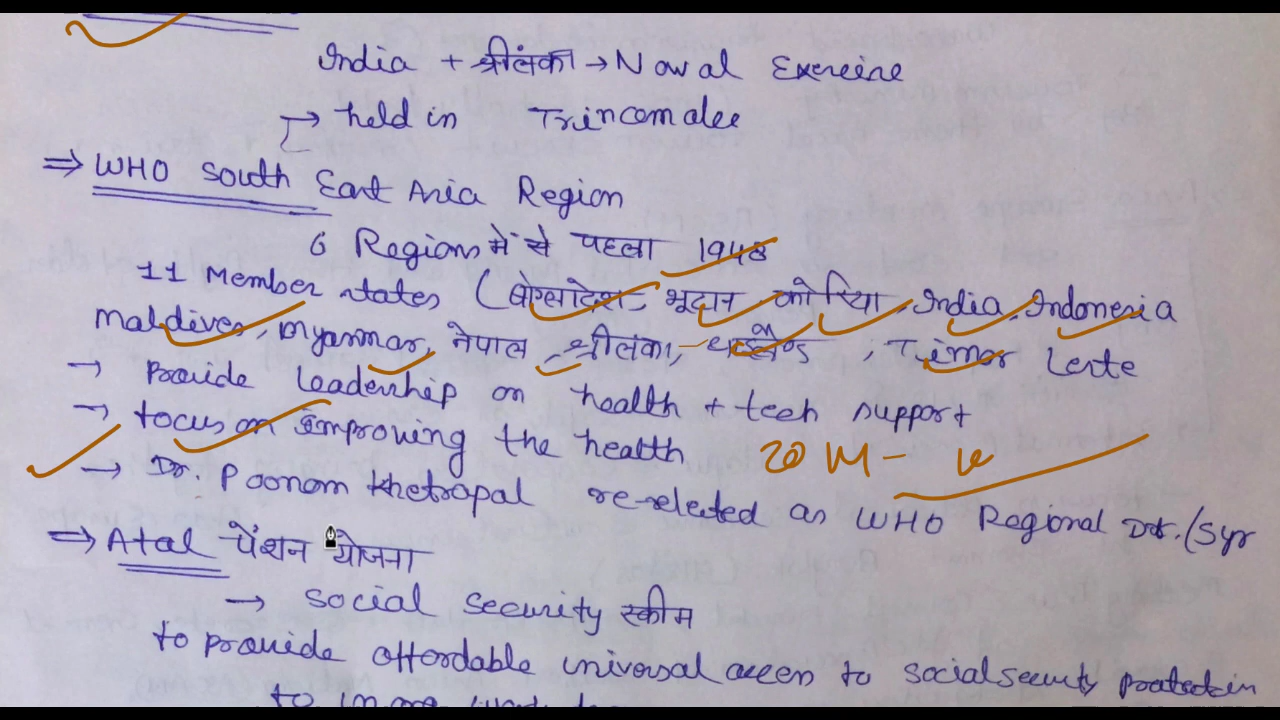 India + श्रीलंका → Naval Exercise
→ held in Trincomalee
⇒ WHO South East Asia Region
6 Regions में से पहला 1948
11 Member states (बांग्लादेश, भूटान, कोरिया, India, Indonesia
Maldives, Myanmar, नेपाल, श्रीलंका, थाईलैण्ड, Timor Leste
→ Provide leadership on health + tech support
→ focus on improving the health 20 M -
→ Dr. Poonam Khetrapal re-elected as WHO Regional Dir. (5yr
⇒ Atal पेंशन योजना
→ social security स्कीम
to provide affordable universal access to social security